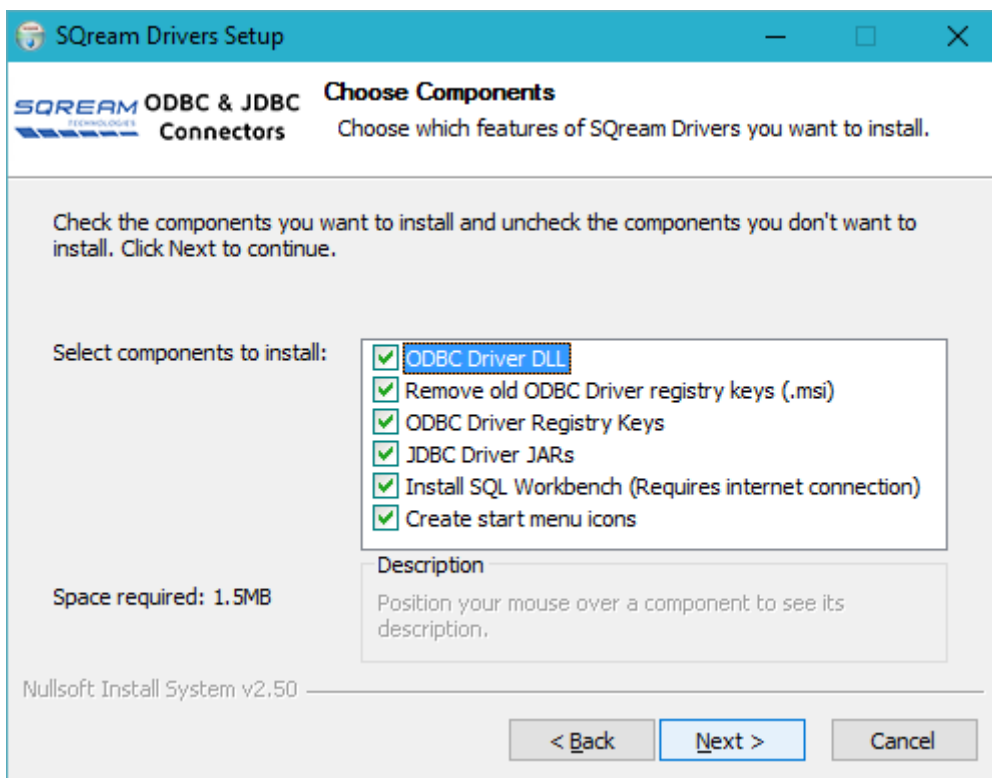 SQream Drivers Setup
SQREAM
TECHNOLOGIES
ODBC & JDBC
Connectors
Choose Components
Choose which features of SQream Drivers you want to install.
Check the components you want to install and uncheck the components you don't want to
install. Click Next to continue.
Select components to install:
ODBC Driver DLL
Remove old ODBC Driver registry keys (.msi)
ODBC Driver Registry Keys
JDBC Driver JARs
Install SQL Workbench (Requires internet connection)
Create start menu icons
Space required: 1.5MB
Description
Position your mouse over a component to see its
description.
Nullsoft Install System v2.50
< Back
Next >
Cancel